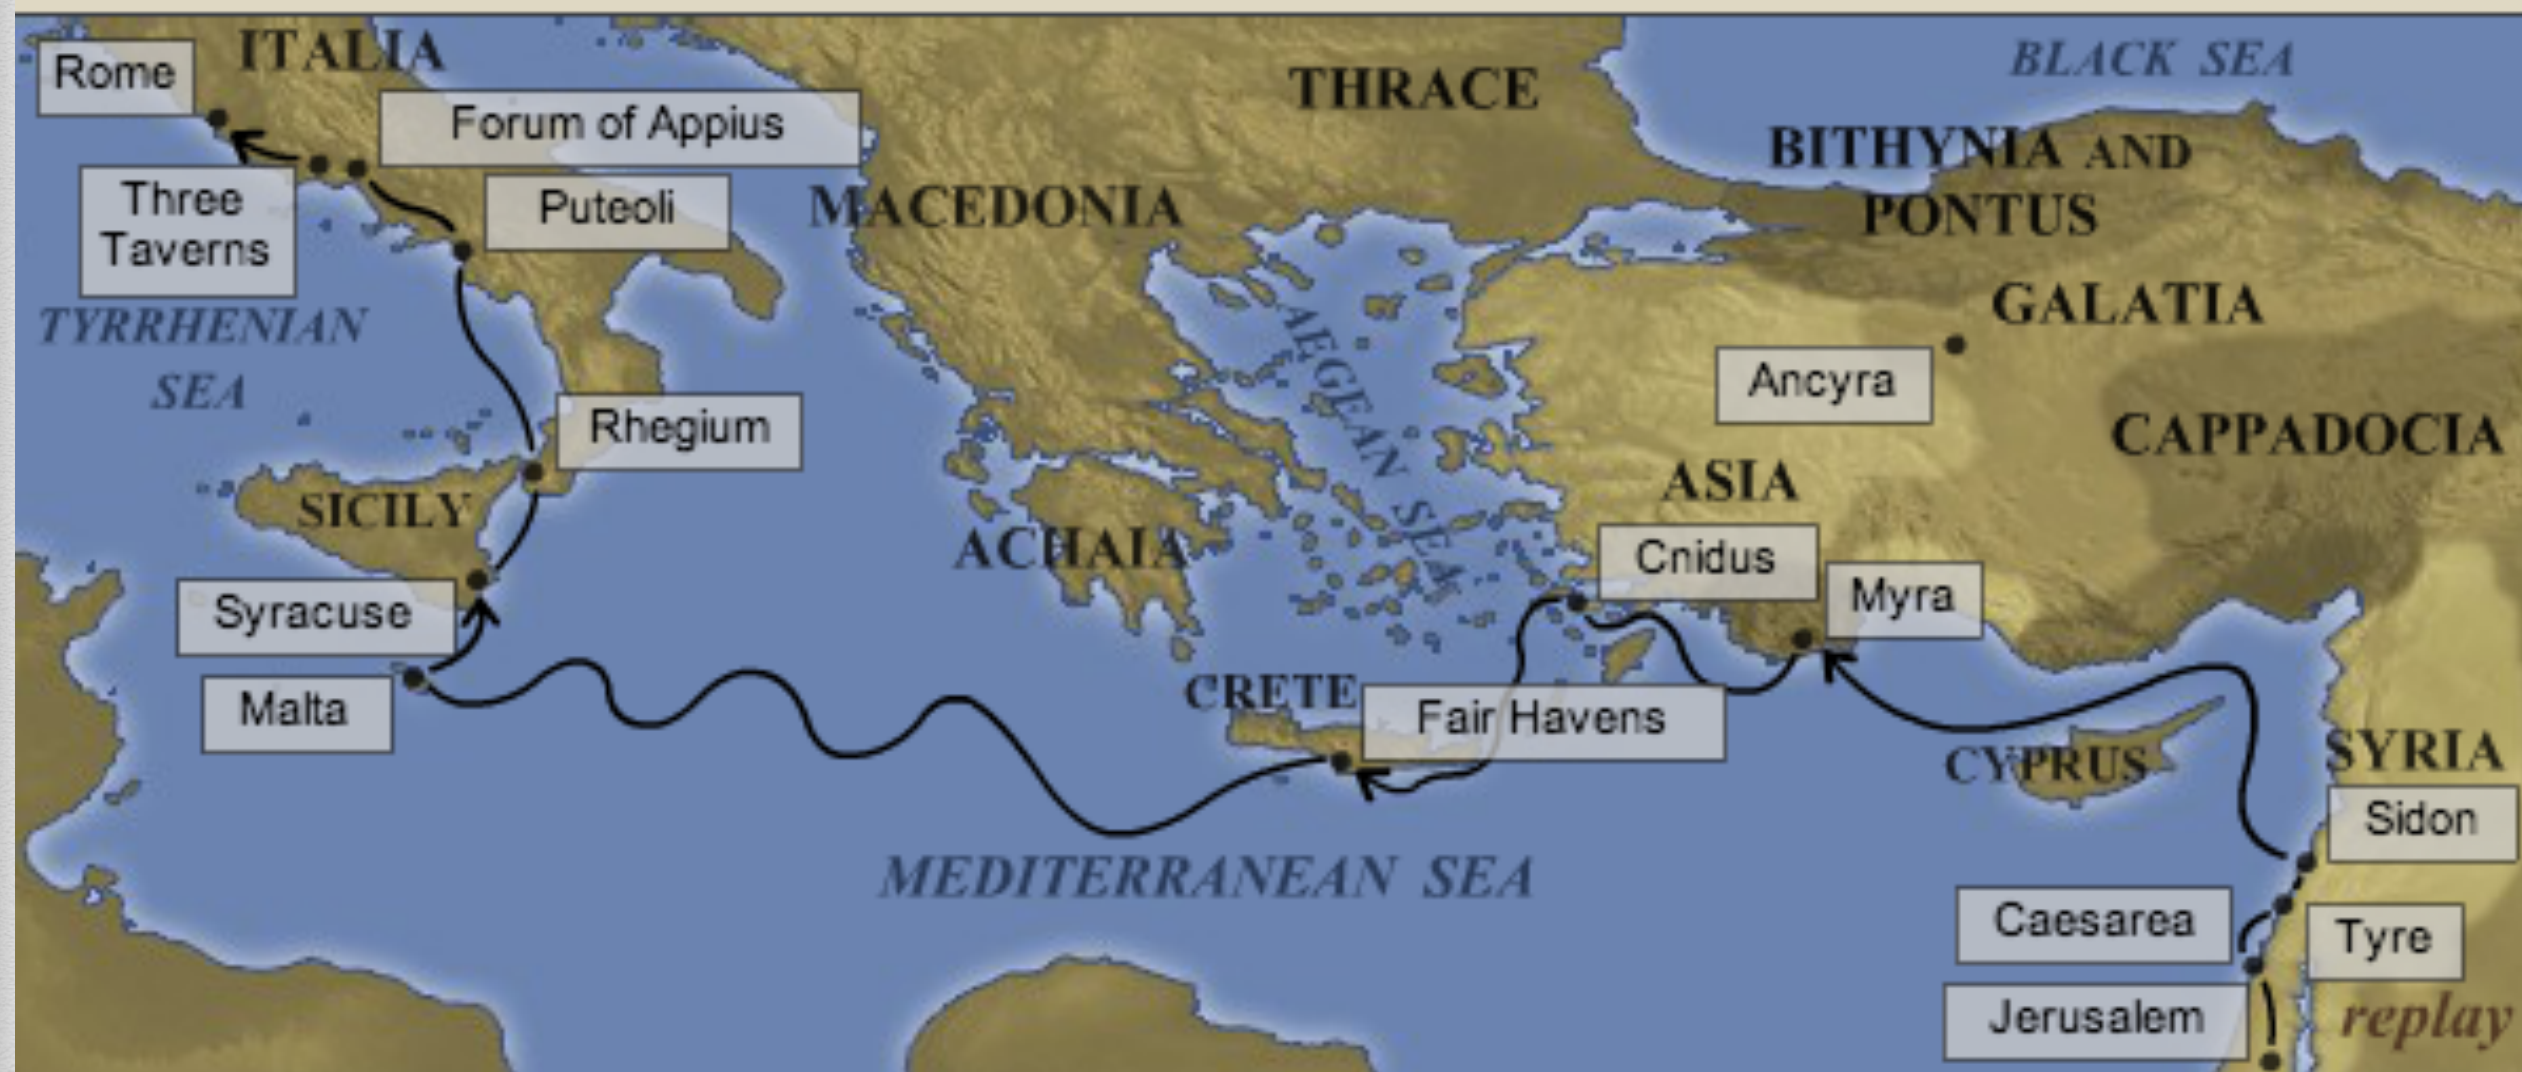 ITALIA
Rome
BLACK SEA
THRACE
Forum of Appius
BITHYNIA AND
PONTUS
Three
Taverns
Puteoli
MACEDONIA
GALATIA
TYRRHENIAN
SEA
AEGEAN SEA
Ancyra
Rhegium
CAPPADOCIA
SICILY
ASIA
ACHAIA
Cnidus
Myra
Syracuse
Malta
CRETE
Fair Havens
CYPRUS
SYRIA
Sidon
MEDITERRANEAN SEA
Caesarea
Tyre
Jerusalem
replay